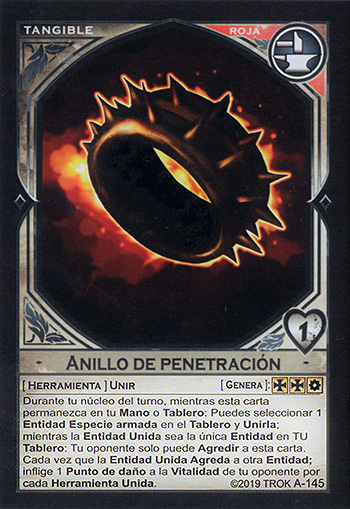 TANGIBLE
ROJA
1
ANILLO DE PENETRACIÓN
[ HERRAMIENTA ] UNIR [ GENERA ]:
Durante tu núcleo del turno, mientras esta carta
permanezca en tu Mano o Tablero: Puedes seleccionar 1
Entidad Especie armada en el Tablero y Unirla;
mientras la Entidad Unida sea la única Entidad en TU
Tablero: Tu oponente solo puede Agredir a esta Carta.
Cada vez que la Entidad Unida Agreda a otra Entidad;
inflige 1 Punto de daño a la Vitalidad de tu oponente por
cada Herramienta Unida. ©2019 TROK A-145